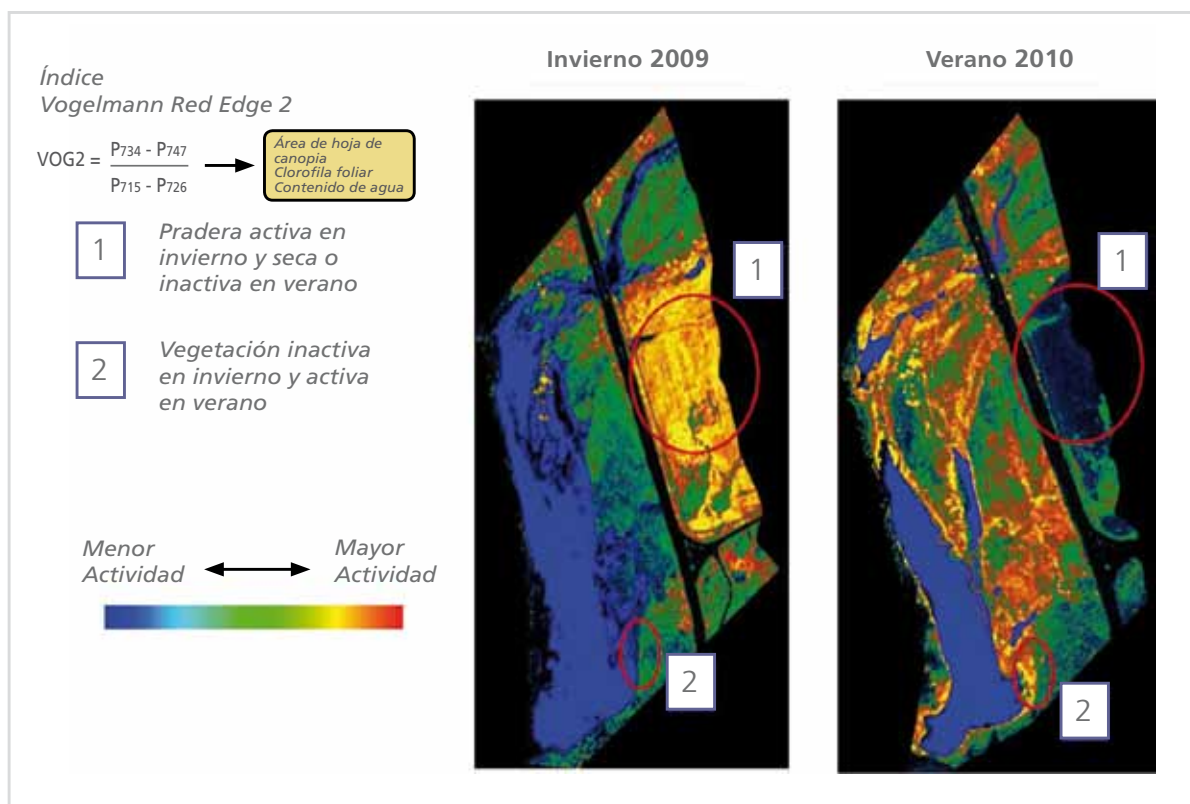 Índice
Vogelmann Red Edge 2
VOG2 = P734 - P747
P715 - P726
Área de hoja de
canopia
Clorofila foliar
Contenido de agua
1
Pradera activa en
invierno y seca o
inactiva en verano
2
Vegetación inactiva
en invierno y activa
en verano
Menor
Actividad
Mayor
Actividad
Invierno 2009
1
2
Verano 2010
1
2